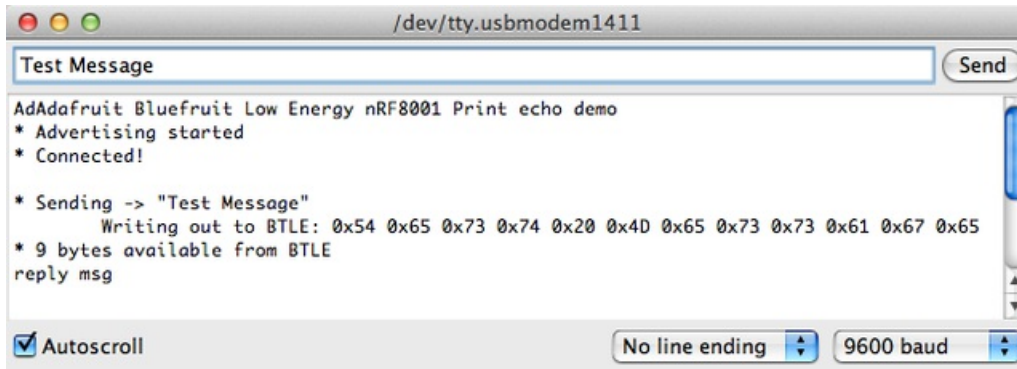 /dev/tty.usbmodem1411
Test Message
Send
AdAdafruit Bluefruit Low Energy nRF8001 Print echo demo
* Advertising started
* Connected!
* Sending -> "Test Message"
Writing out to BTLE: 0x54 0x65 0x73 0x74 0x20 0x4D 0x65 0x73 0x73 0x61 0x67 0x65
* 9 bytes available from BTLE
reply msg
Autoscroll
No line ending
9600 baud